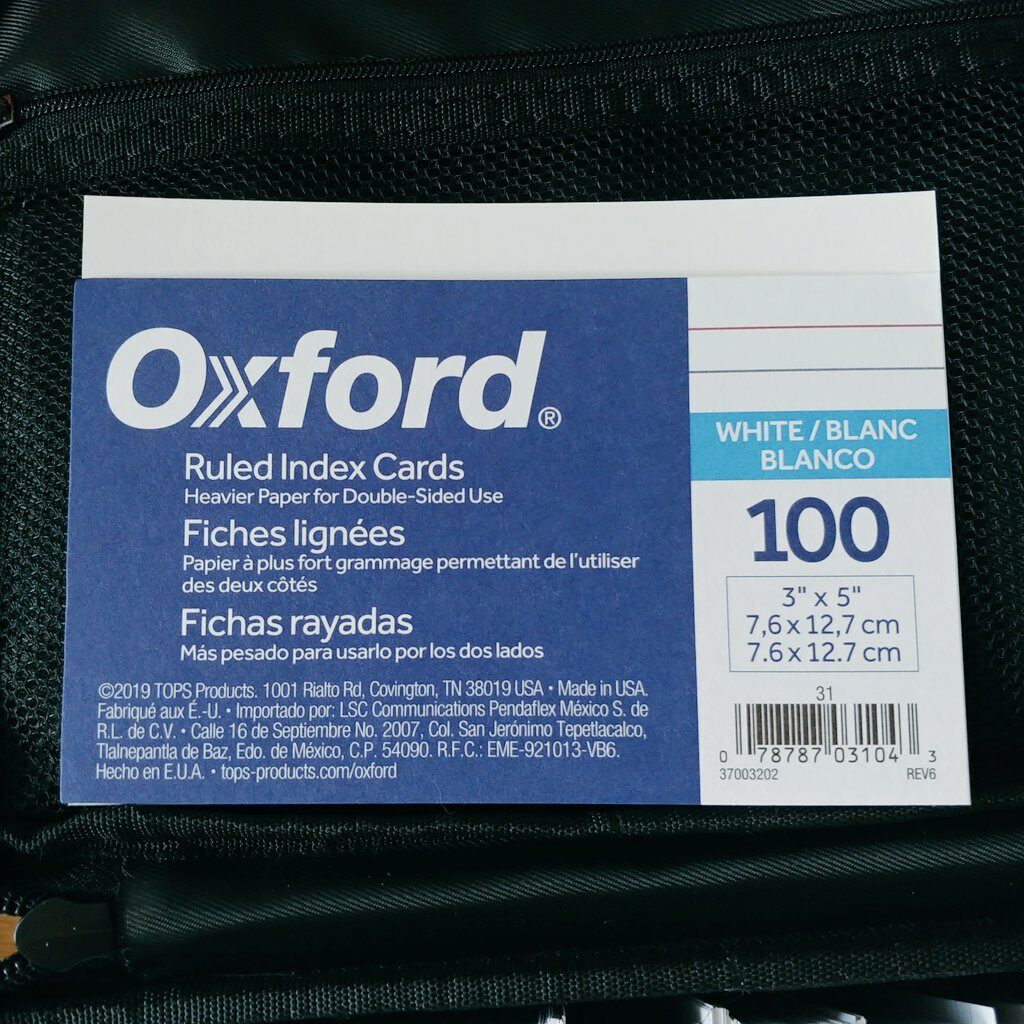 Oxford®
Ruled Index Cards
Heavier Paper for Double-Sided Use
Fiches lignées
Papier à plus fort grammage permettant de l'utiliser
des deux côtés
Fichas rayadas
Más pesado para usarlo por los dos lados
©2019 TOPS Products. 1001 Rialto Rd, Covington, TN 38019 USA • Made in USA.
Fabriqué aux É.-U. • Importado por: LSC Communications Pendaflex México S. de
R.L. de C.V. • Calle 16 de Septiembre No. 2007, Col. San Jerónimo Tepetlacalco,
Tlalnepantla de Baz, Edo. de México, C.P. 54090. R.F.C.: EME-921013-VB6.
Hecho en E.U.A. • tops-products.com/oxford
WHITE / BLANC
BLANCO
100
3" x 5"
7,6 x 12,7 cm
7.6 x 12.7 cm
31
0 78787 03104 3
37003202 REV6